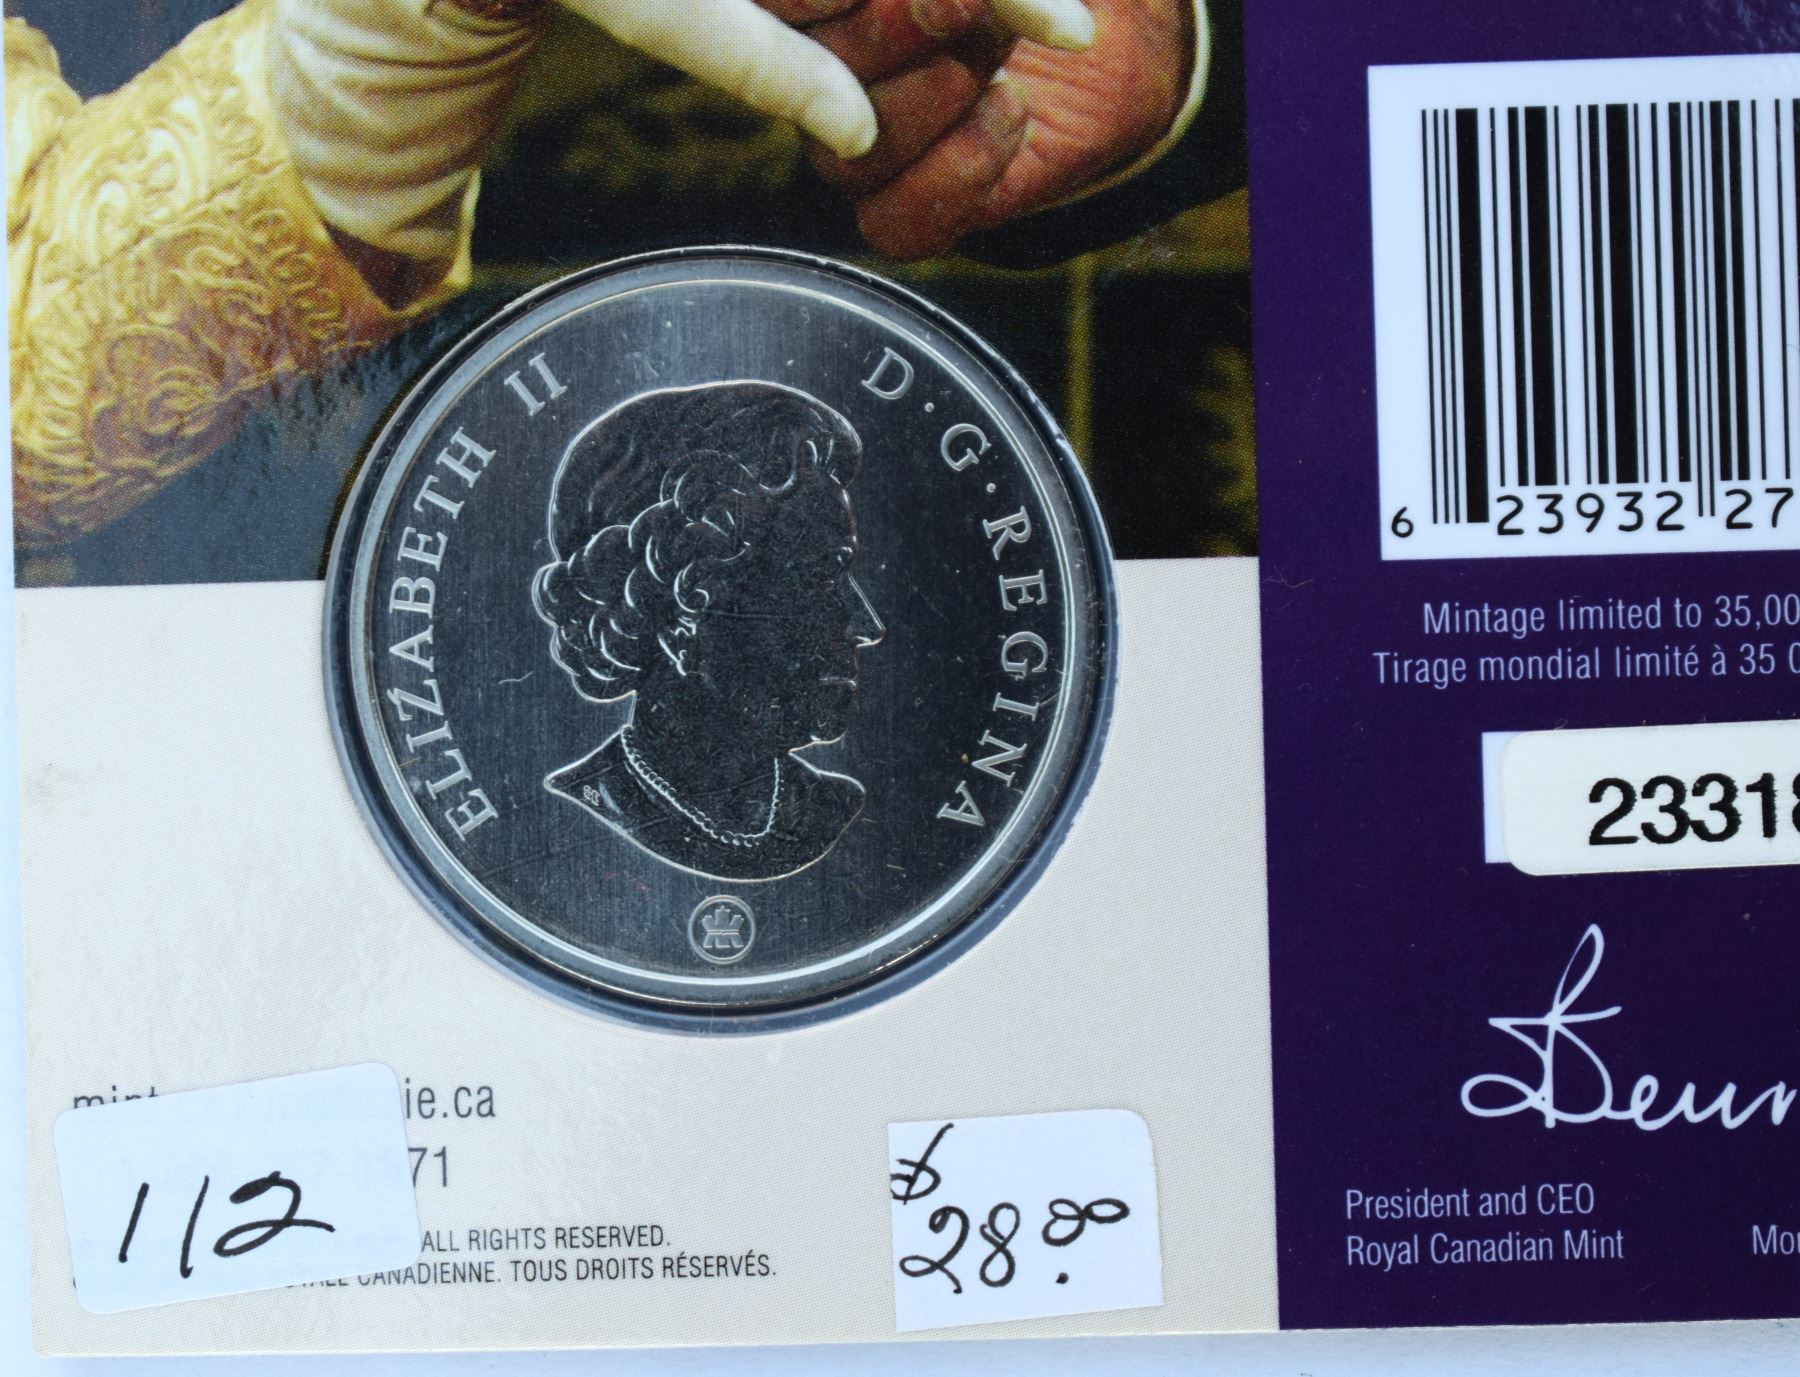 ELIZABETH II D·G·REGINA
6 23932 27
Mintage limited to 35,00
Tirage mondial limité à 35 0
23318
ie.ca
71
112
$
28.00
ALL RIGHTS RESERVED.
CANADIENNE. TOUS DROITS RÉSERVÉS.
President and CEO
Royal Canadian Mint